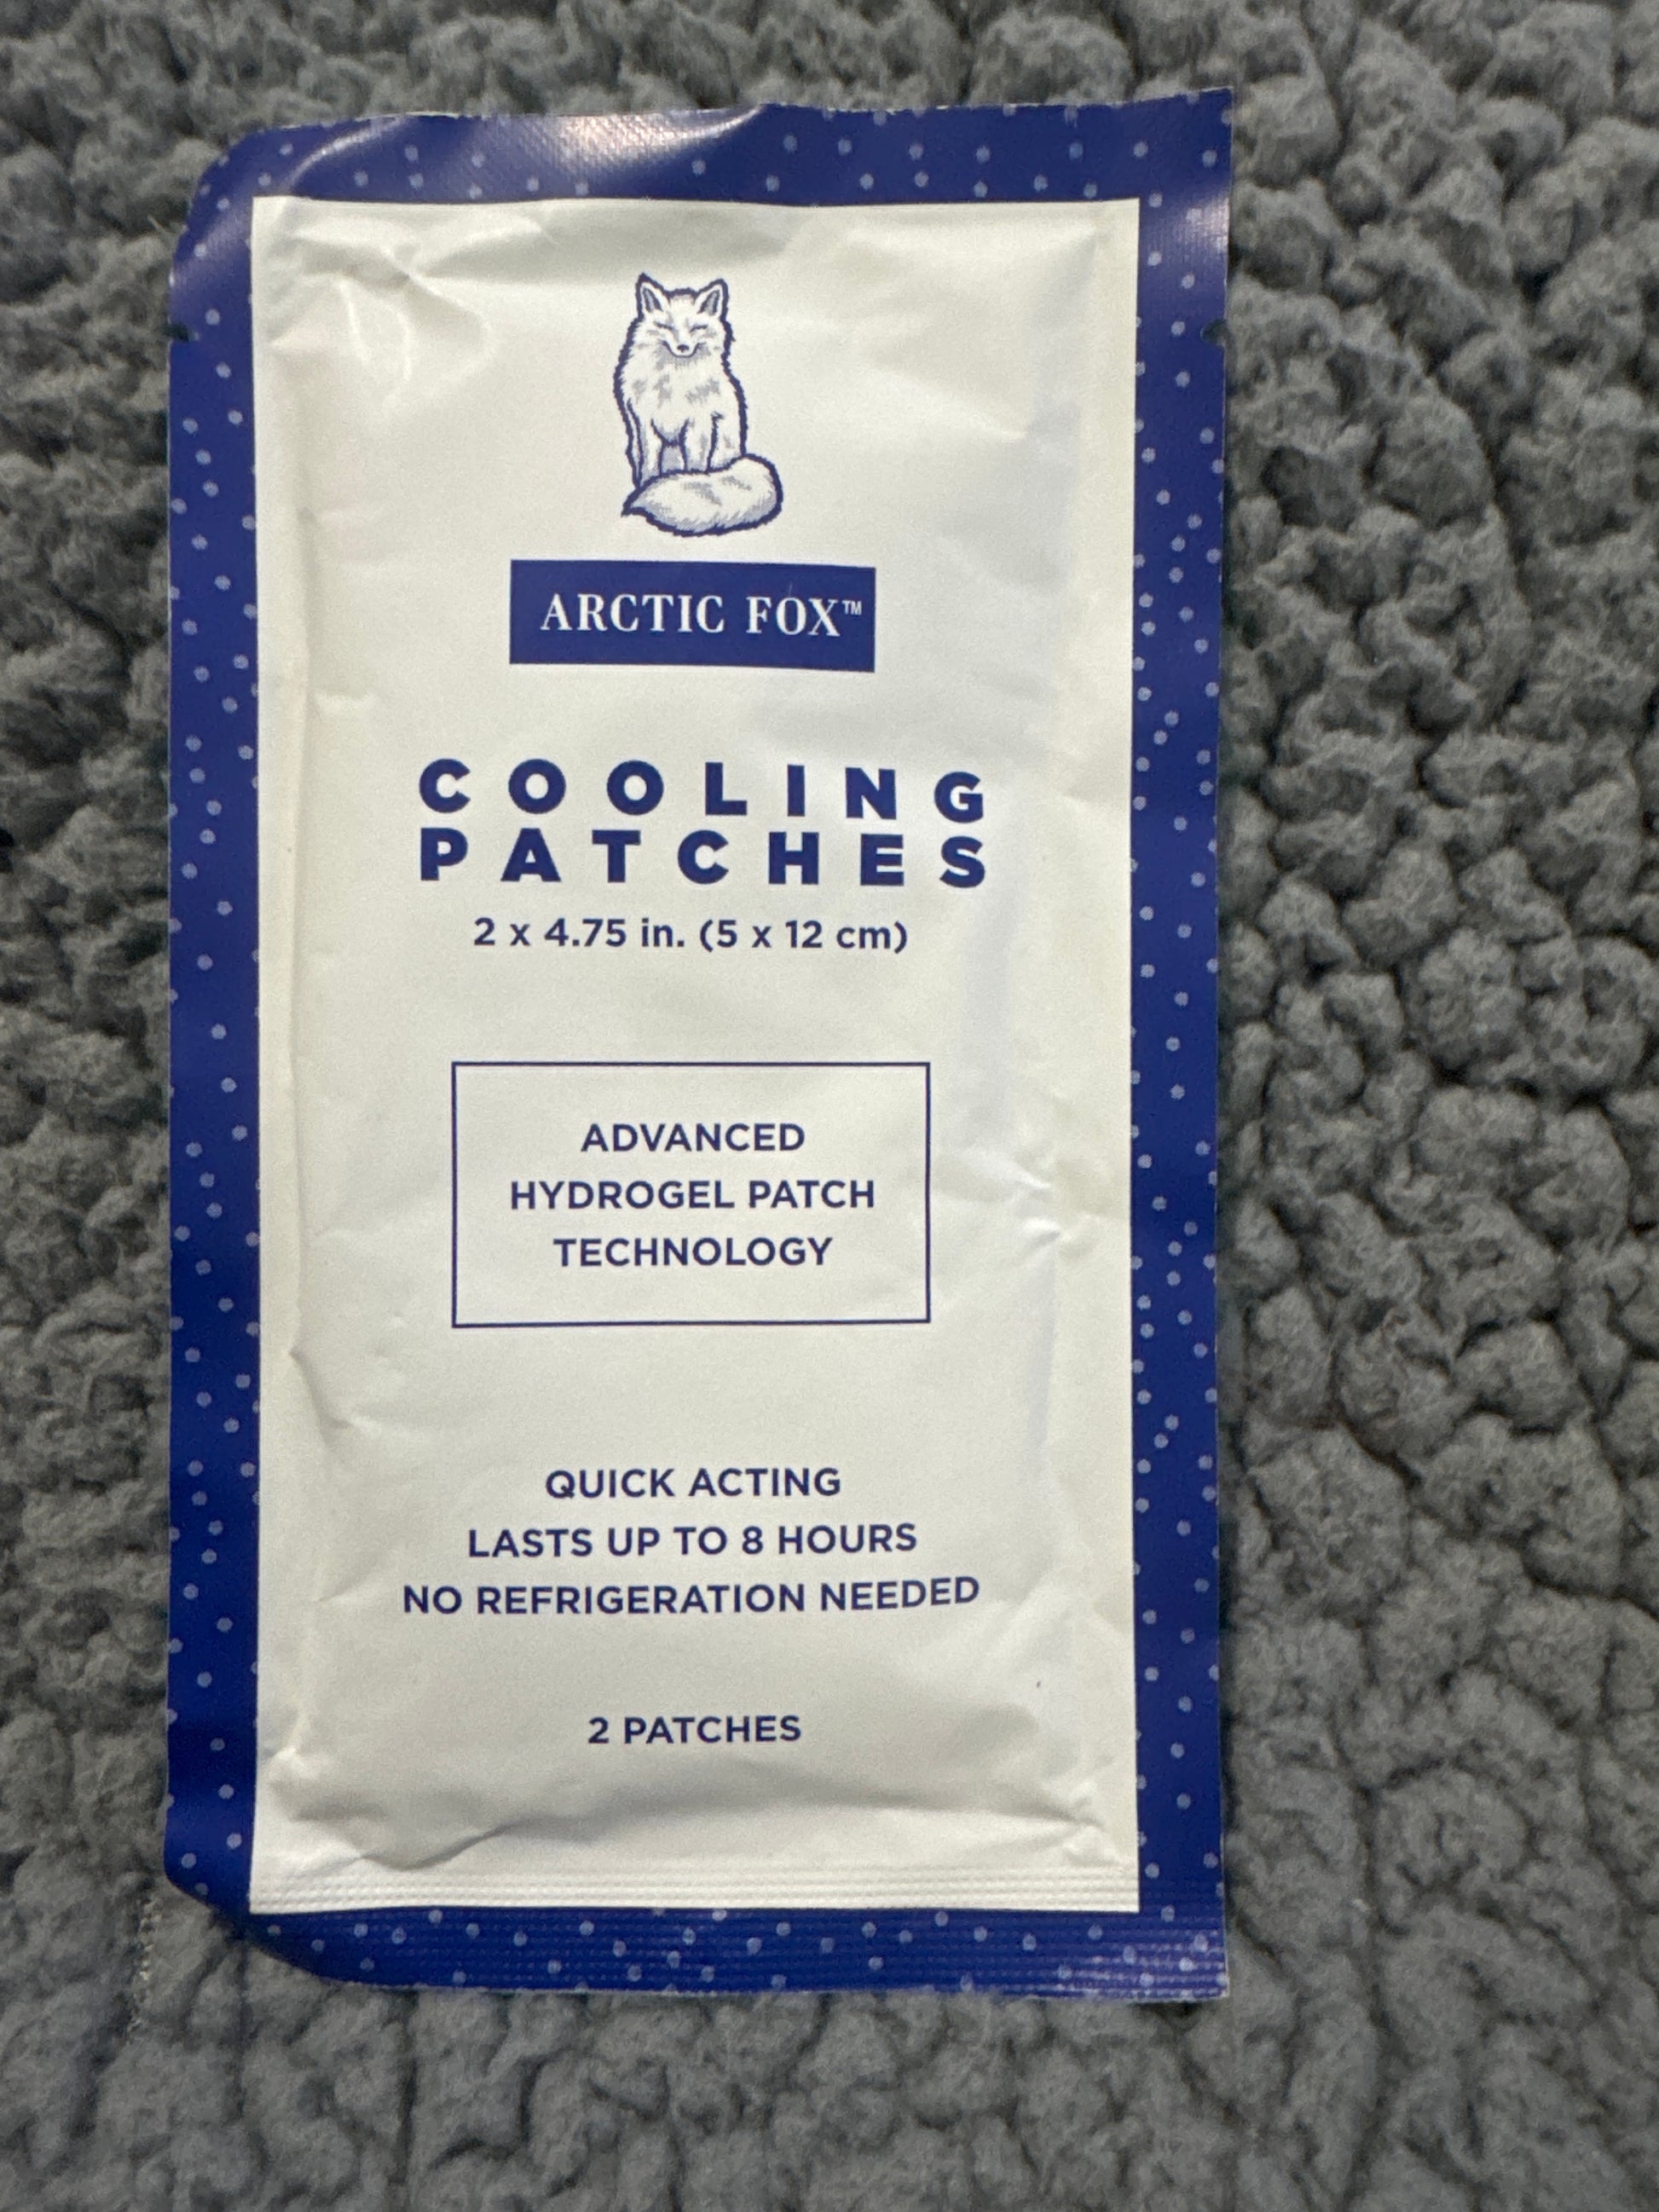 ARCTIC FOX™
COOLING
PATCHES
2 x 4.75 in. (5 x 12 cm)
ADVANCED
HYDROGEL PATCH
TECHNOLOGY
QUICK ACTING
LASTS UP TO 8 HOURS
NO REFRIGERATION NEEDED
2 PATCHES